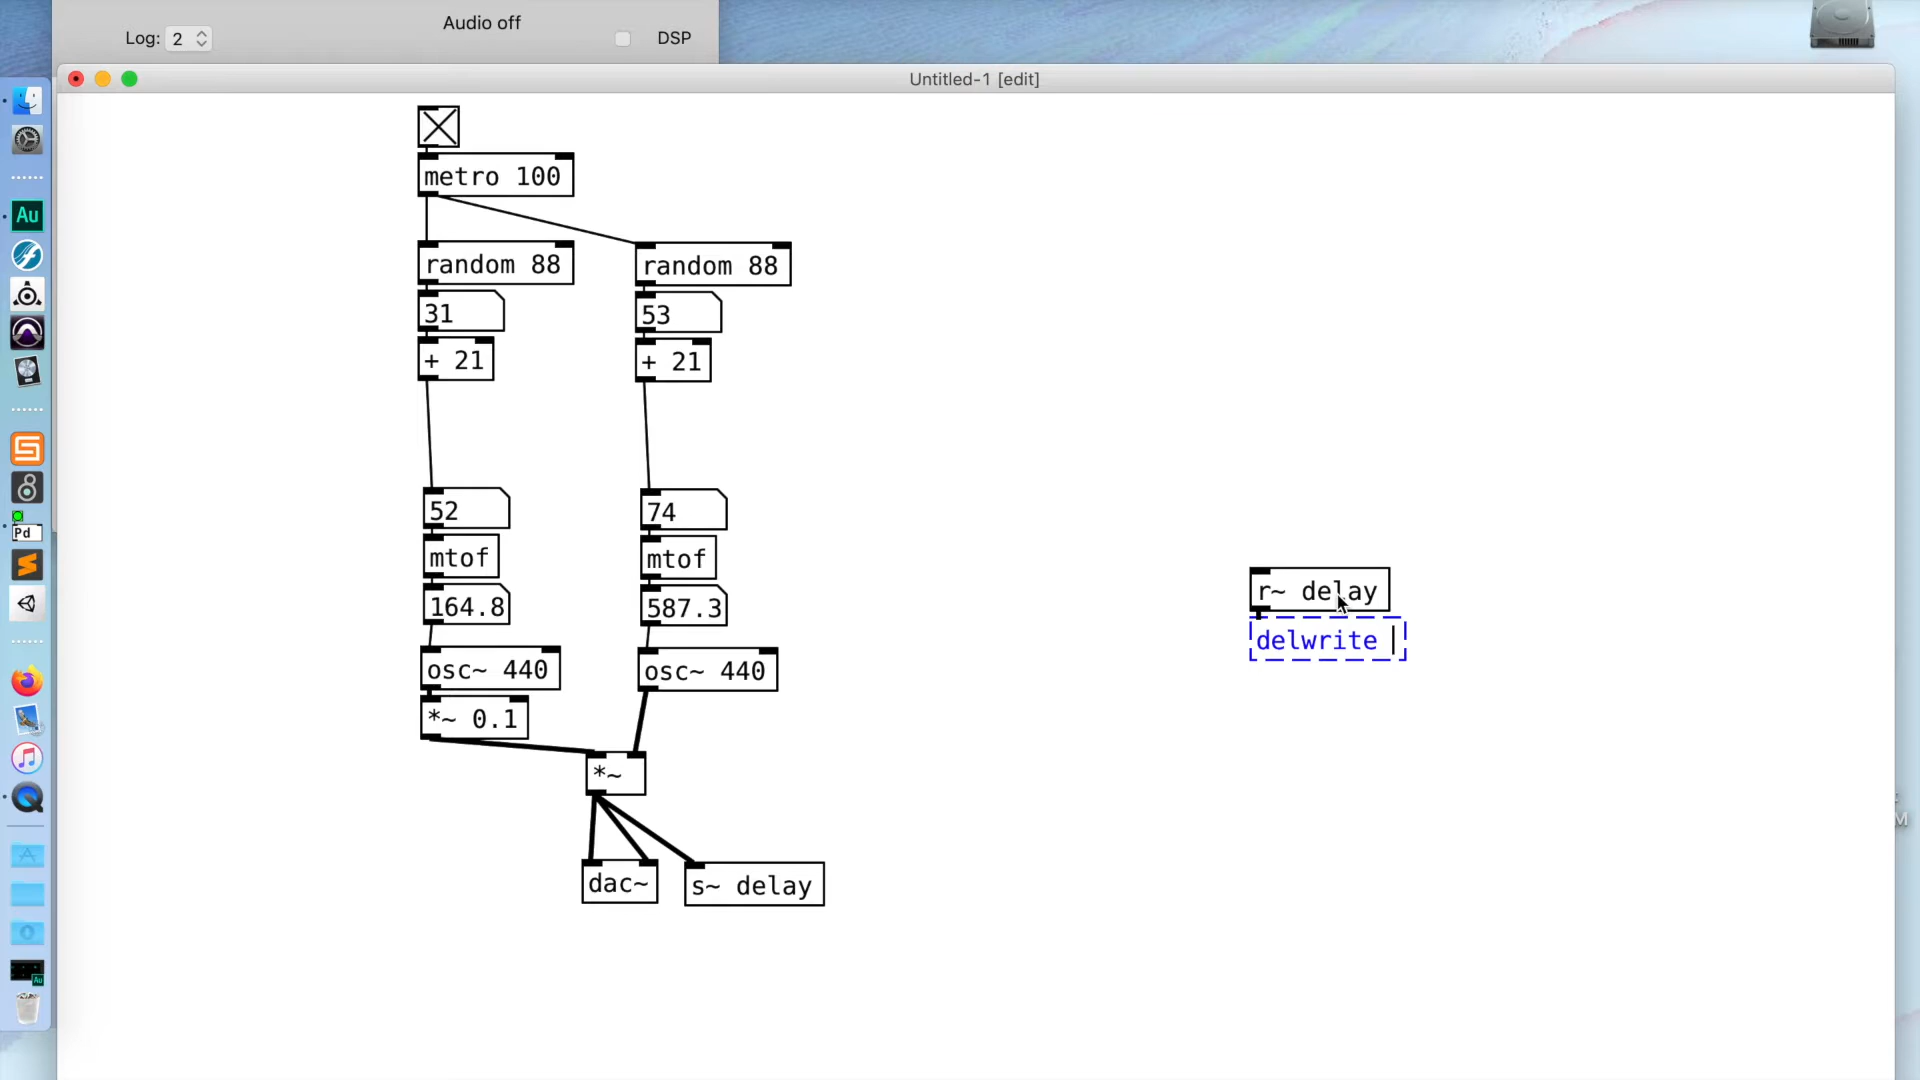 Audio off
Log: 2
DSP
Untitled-1 [edit]
metro 100
random 88
random 88
31
53
+ 21
+ 21
52
74
mtof
mtof
164.8
587.3
r~ delay
delwrite
osc~ 440
osc~ 440
*~ 0.1
*~
dac~
s~ delay
Au
Pd
Au
M